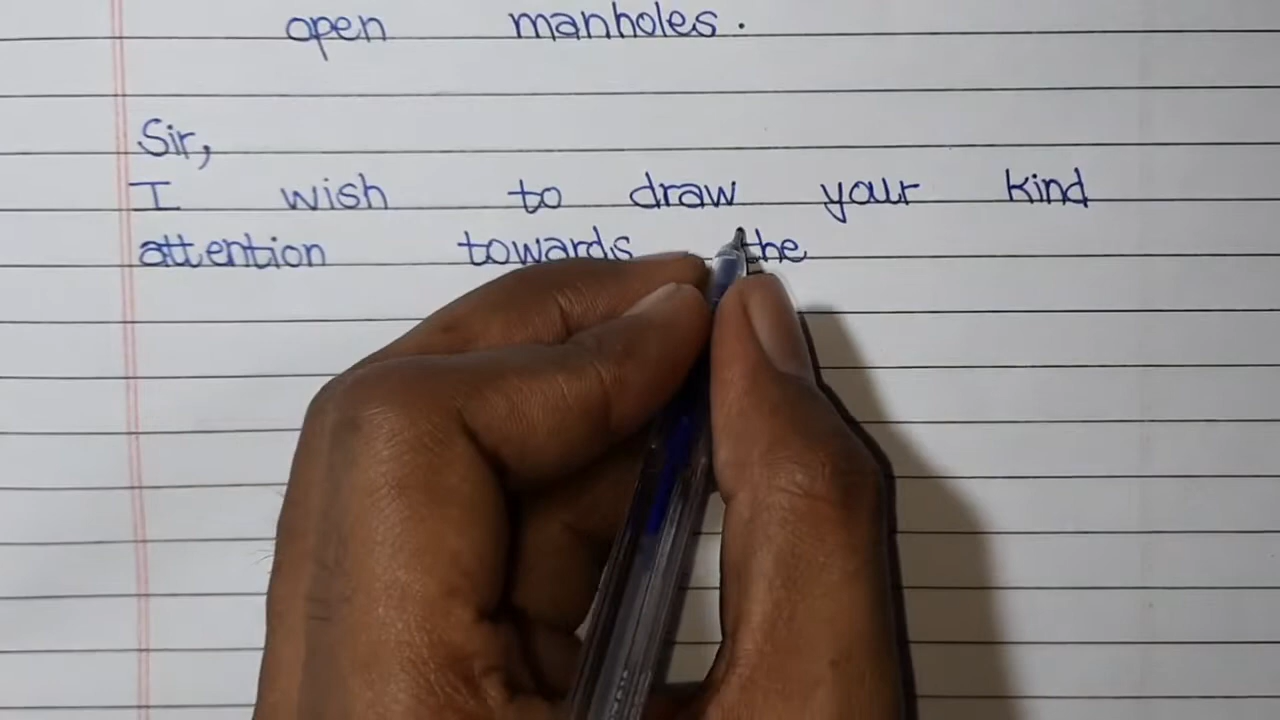 open manholes.
Sir,
I wish to draw your kind
attention towards the